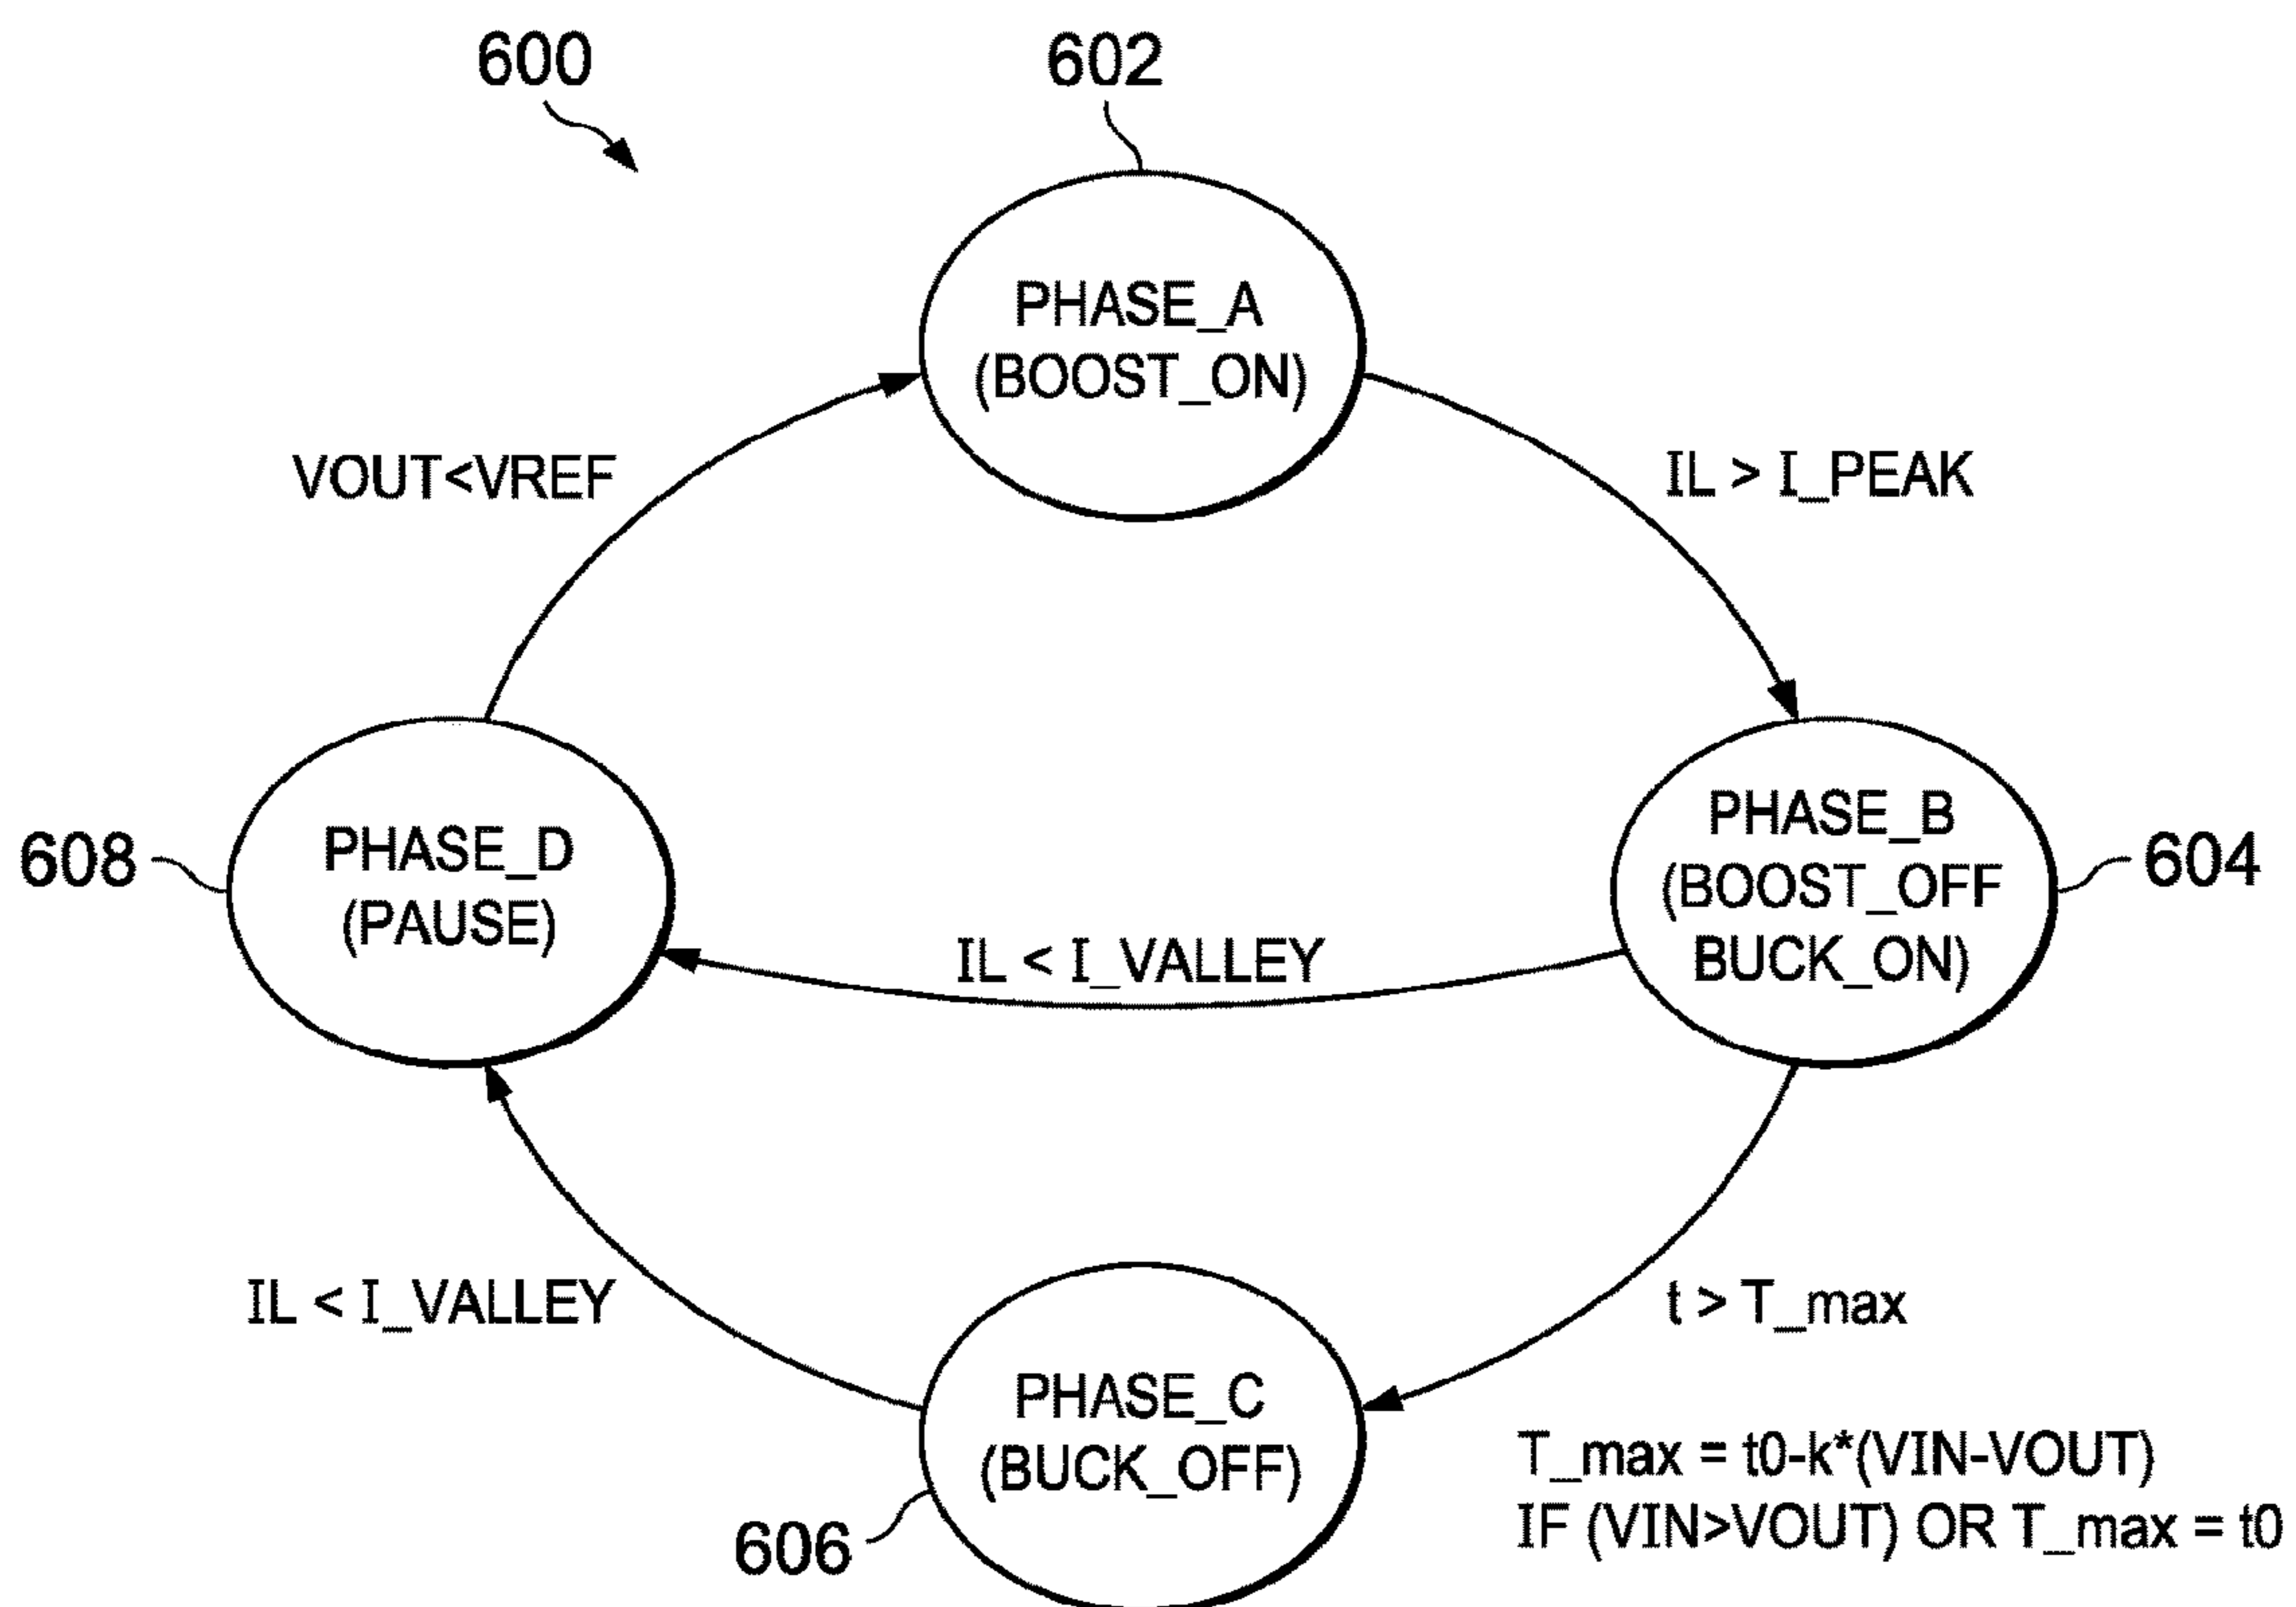 600
602
PHASE_A
(BOOST_ON)
VOUT<VREF
IL > I_PEAK
PHASE_D
(PAUSE)
608
PHASE_B
(BOOST_OFF
BUCK_ON)
604
IL < I_VALLEY
IL < I_VALLEY
t > T_max
PHASE_C
(BUCK_OFF)
606
T_max = t0-k*(VIN-VOUT)
IF (VIN>VOUT) OR T_max = t0